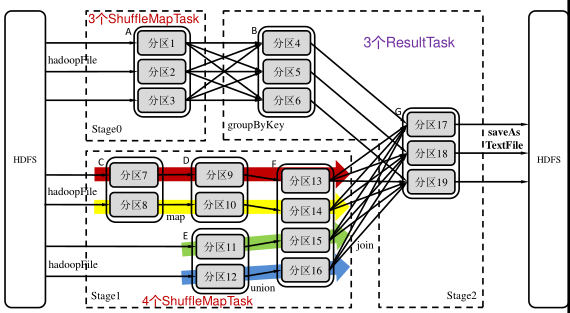 3个ShuffleMapTask
A
B
分区1
分区4
3个ResultTask
hadoopFile
分区2
分区5
分区3
分区6
G
Stage0
groupByKey
分区17
saveAs
TextFile
HDFS
分区18
HDFS
C
D
F
分区7
分区9
分区13
分区19
hadoopFile
分区8
分区10
分区14
map
E
分区11
分区15
join
hadoopFile
分区12
分区16
union
Stage1
Stage2
4个ShuffleMapTask